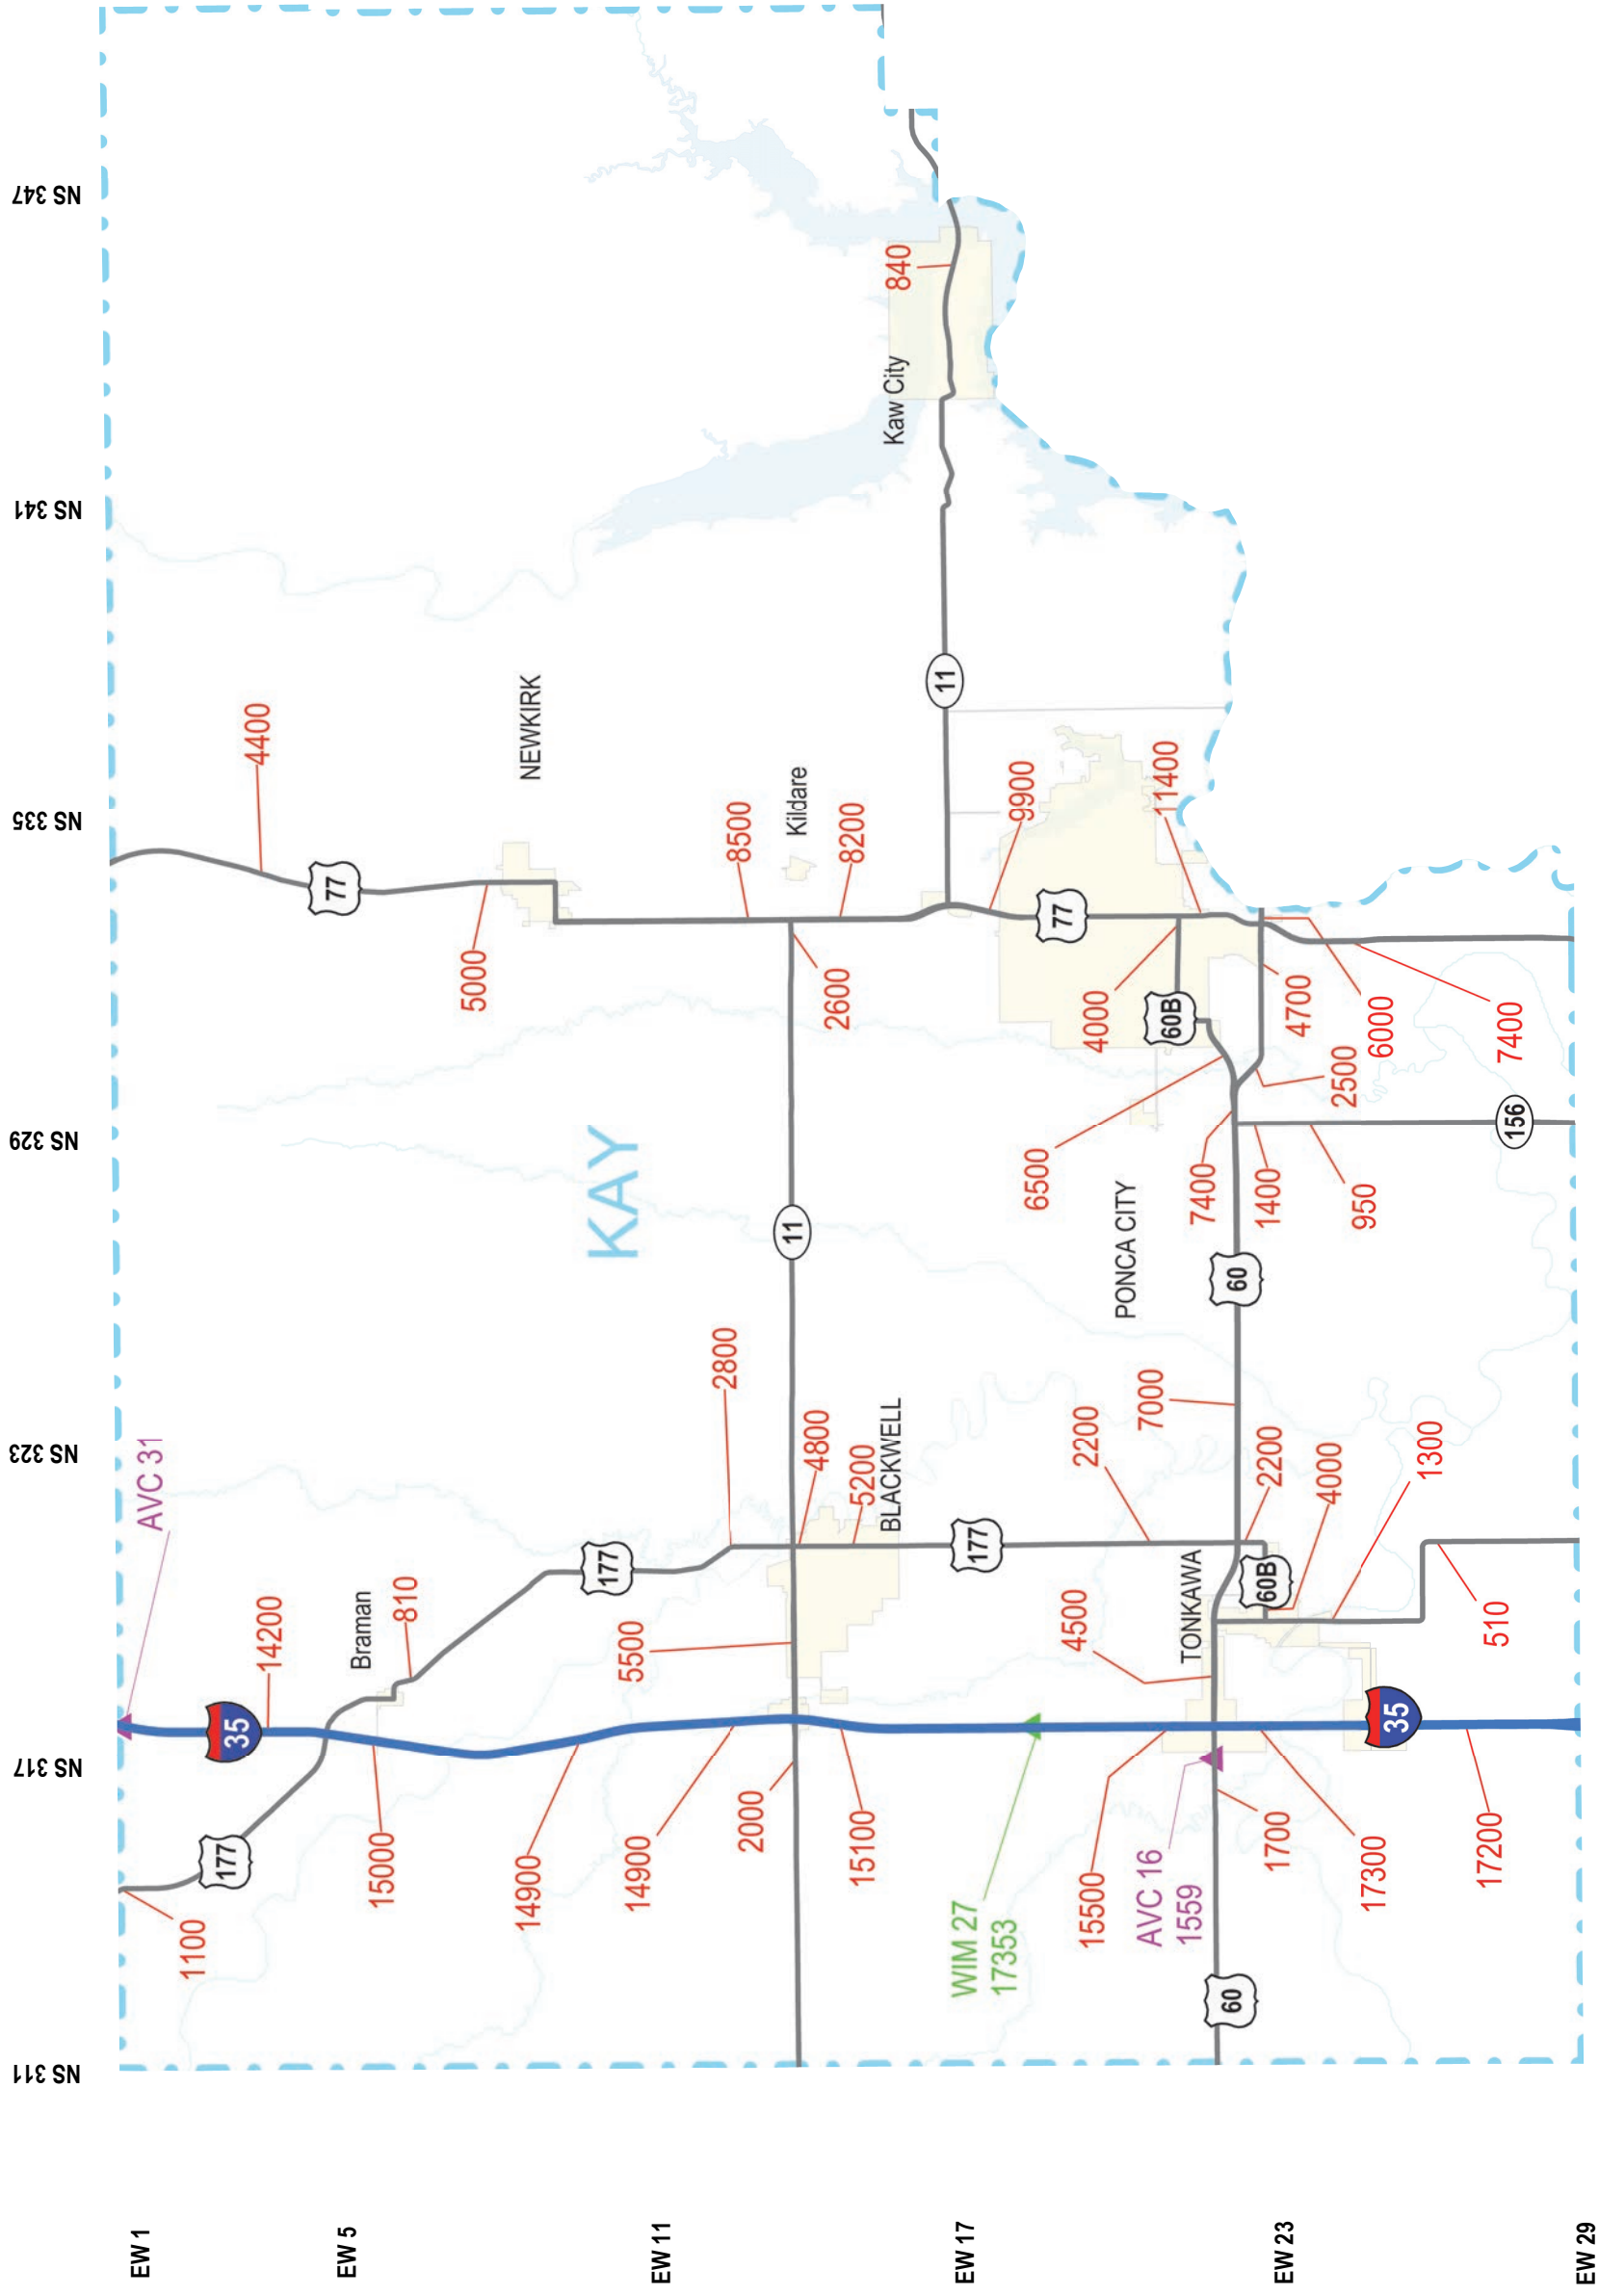 NS 311
NS 317
NS 323
NS 329
NS 335
NS 341
NS 347
EW 1
EW 5
EW 11
EW 17
EW 23
EW 29
KAY
AVC 31
1100
177
35
14200
15000
Braman
810
177
14900
14900
2800
5500
2000
15100
4800
5200
BLACKWELL
11
4400
77
5000
NEWKIRK
8500
Kildare
8200
2600
11
Kaw City
840
WIM 27
17353
177
2200
15500
4500
TONKAWA
AVC 16
1559
1700
60
17300
17200
35
7000
2200
4000
60B
1300
510
60
PONCA CITY
6500
7400
1400
950
156
9900
77
11400
4000
60B
4700
2500
6000
7400